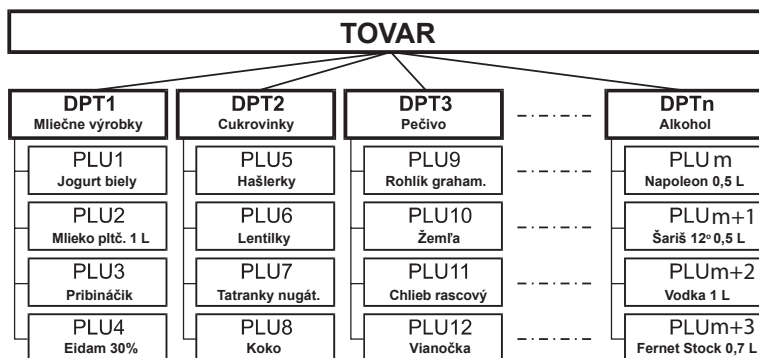 TOVAR
DPT1
Mliečne výrobky
DPT2
Cukrovinky
DPT3
Pečivo
DPTn
Alkohol
PLU1
Jogurt biely
PLU5
Hašlerky
PLU9
Rohlík graham.
PLU m
Napoleon 0,5 L
PLU2
Mlieko pltč. 1 L
PLU6
Lentilky
PLU10
Žemľa
PLUm+1
Šariš 12º 0,5 L
PLU3
Pribináčik
PLU7
Tatranky nugát.
PLU11
Chlieb rascový
PLUm+2
Vodka 1 L
PLU4
Eidam 30%
PLU8
Koko
PLU12
Vianočka
PLUm+3
Fernet Stock 0,7 L